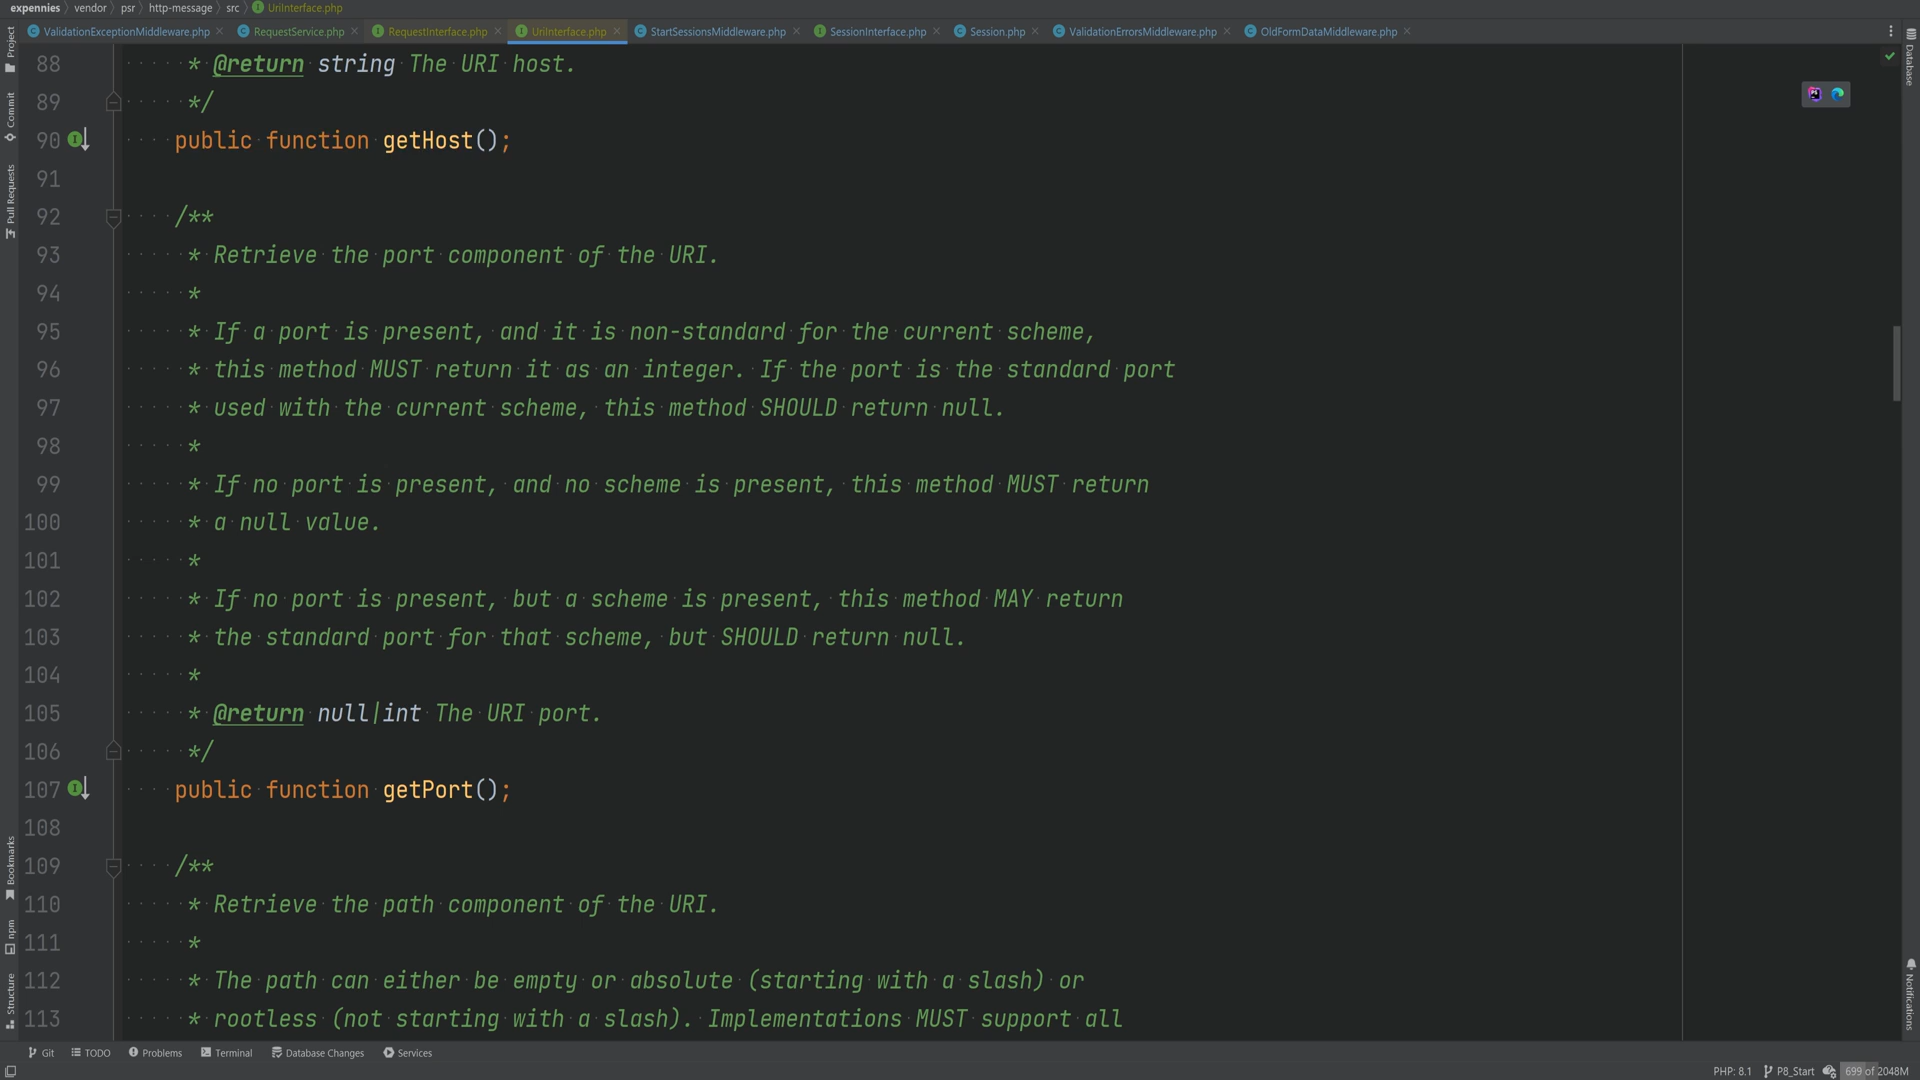 expennies vendor psr http-message src UriInterface.php
ValidationExceptionMiddleware.php RequestService.php RequestInterface.php UriInterface.php StartSessionsMiddleware.php SessionInterface.php Session.php ValidationErrorsMiddleware.php OldFormDataMiddleware.php
Project
Commit
Pull Requests
Bookmarks
npm
Structure
88 * @return string The URI host.
89 */
90 public function getHost();
91
92 /**
93 * Retrieve the port component of the URI.
94 *
95 * If a port is present, and it is non-standard for the current scheme,
96 * this method MUST return it as an integer. If the port is the standard port
97 * used with the current scheme, this method SHOULD return null.
98 *
99 * If no port is present, and no scheme is present, this method MUST return
100 * a null value.
101 *
102 * If no port is present, but a scheme is present, this method MAY return
103 * the standard port for that scheme, but SHOULD return null.
104 *
105 * @return null|int The URI port.
106 */
107 public function getPort();
108
109 /**
110 * Retrieve the path component of the URI.
111 *
112 * The path can either be empty or absolute (starting with a slash) or
113 * rootless (not starting with a slash). Implementations MUST support all
Database
Notifications
Git TODO Problems Terminal Database Changes Services
PHP: 8.1 P8_Start 699 of 2048M